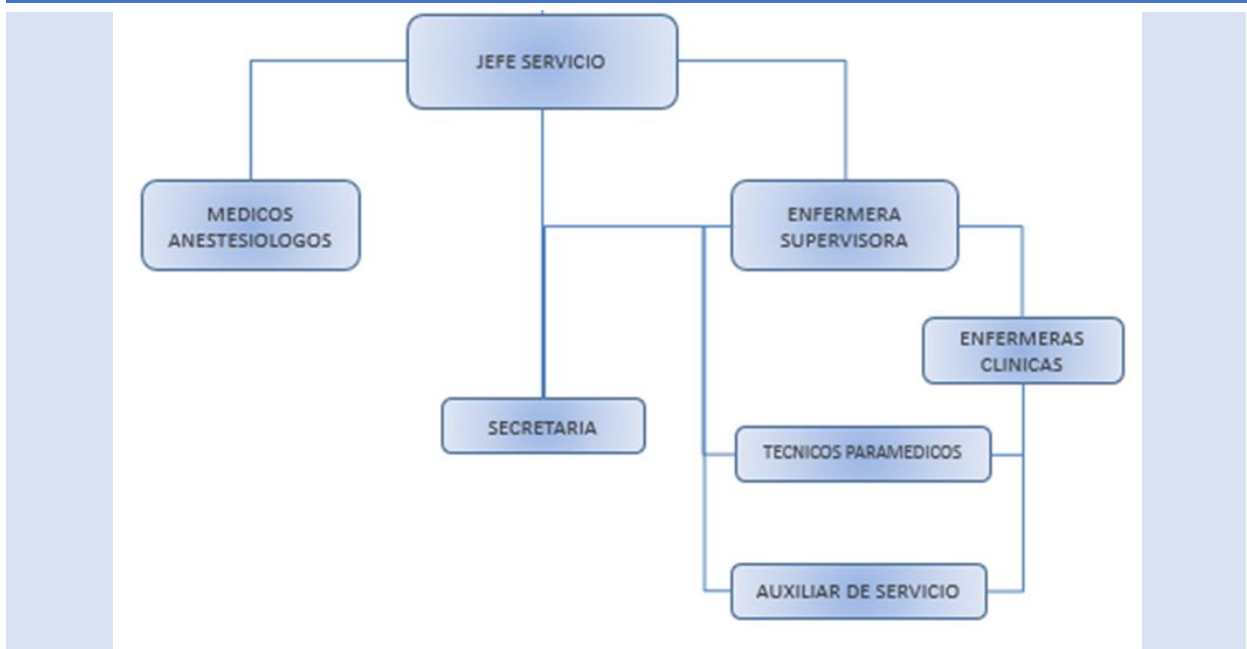 JEFE SERVICIO
MEDICOS
ANESTESIOLOGOS
ENFERMERA
SUPERVISORA
ENFERMERAS
CLINICAS
SECRETARIA
TECNICOS PARAMEDICOS
AUXILIAR DE SERVICIO